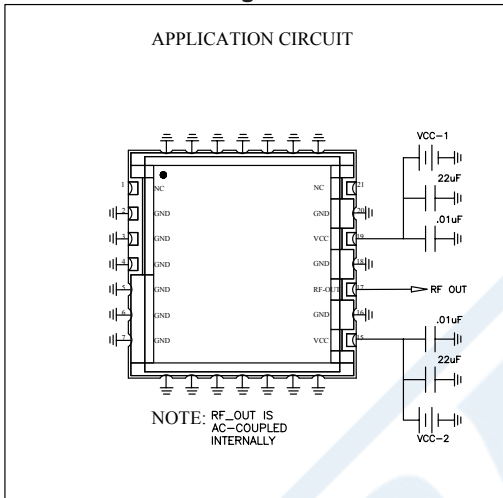 APPLICATION CIRCUIT
VCC-1
22uF
.01uF
1
NC
NC
21
2
GND
GND
20
3
GND
VCC
19
4
GND
GND
18
5
GND
RF-OUT
17
RF OUT
6
GND
GND
16
7
GND
VCC
15
.01uF
22uF
VCC-2
NOTE: RF_OUT IS
AC-COUPLED
INTERNALLY